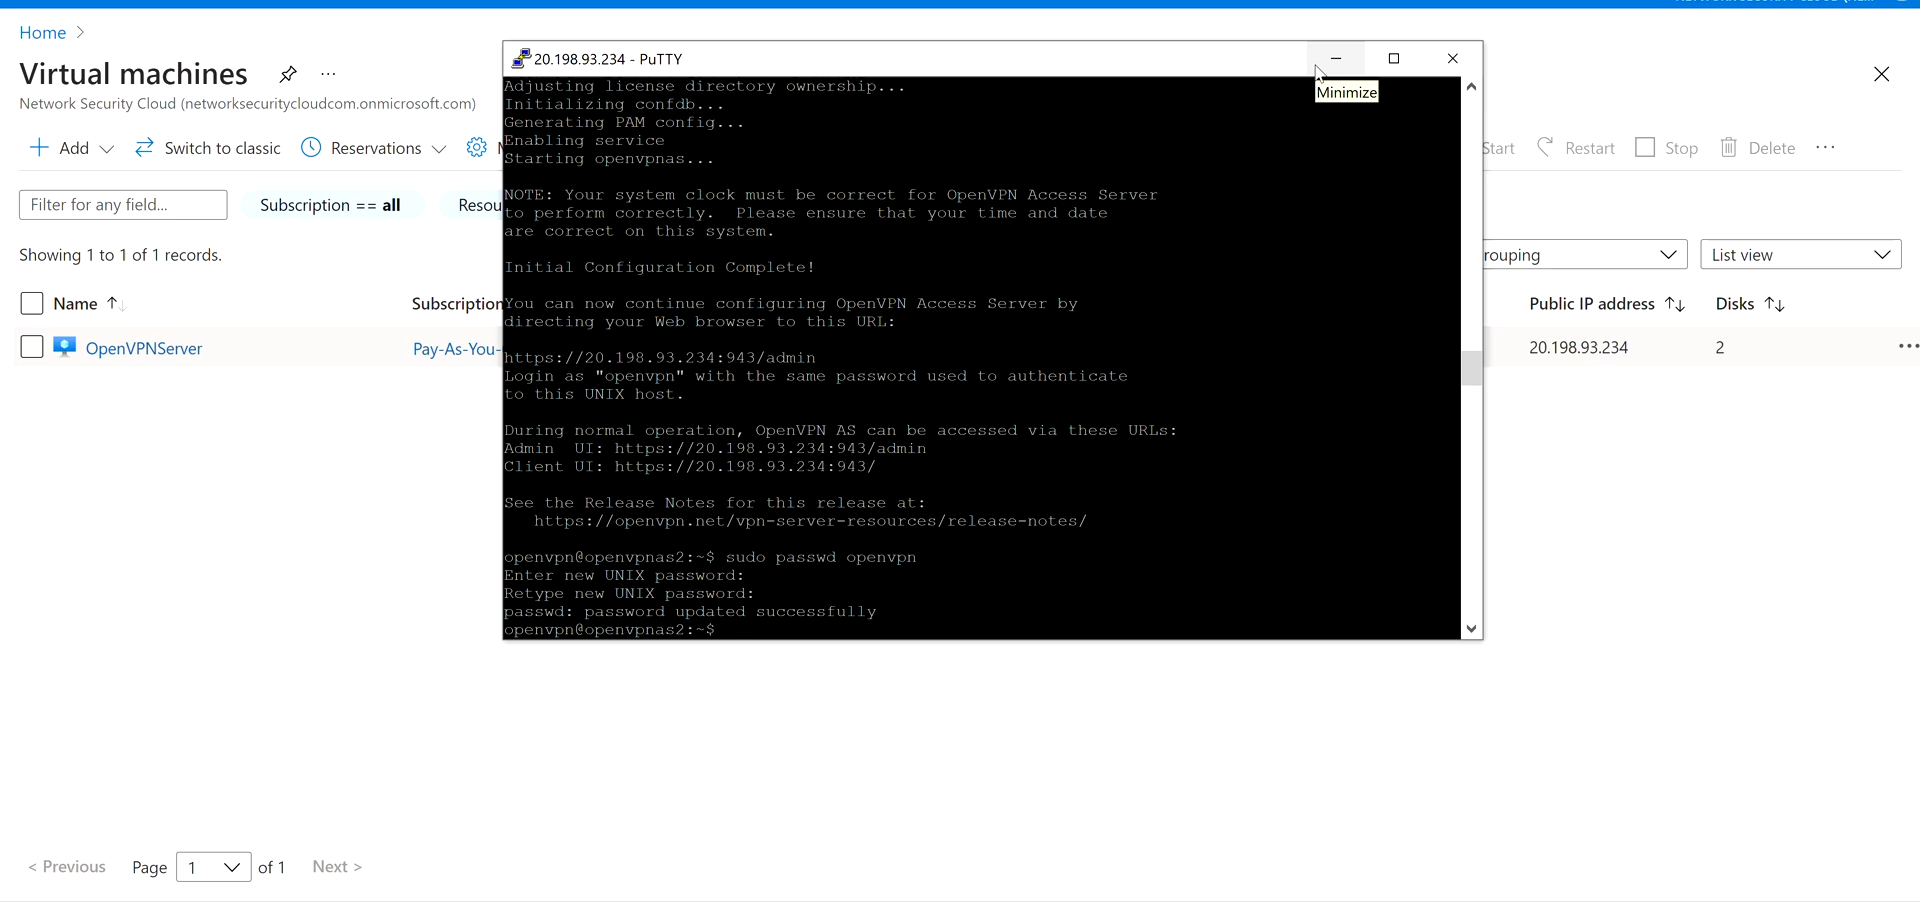 Home >
Virtual machines
Network Security Cloud (networksecuritycloudcom.onmicrosoft.com)
Add
Switch to classic
Reservations
Start
Restart
Stop
Delete
Filter for any field...
Subscription == all
Showing 1 to 1 of 1 records.
List view
Name
Subscription
Public IP address
Disks
OpenVPNServer
Pay-As-You-
20.198.93.234
2
< Previous
Page
1
of 1
Next >
20.198.93.234 - PuTTY
Minimize
Adjusting license directory ownership...
Initializing confdb...
Generating PAM config...
Enabling service
Starting openvpnas...
NOTE: Your system clock must be correct for OpenVPN Access Server
to perform correctly.  Please ensure that your time and date
are correct on this system.
Initial Configuration Complete!
You can now continue configuring OpenVPN Access Server by
directing your Web browser to this URL:
https://20.198.93.234:943/admin
Login as "openvpn" with the same password used to authenticate
to this UNIX host.
During normal operation, OpenVPN AS can be accessed via these URLs:
Admin  UI: https://20.198.93.234:943/admin
Client UI: https://20.198.93.234:943/
See the Release Notes for this release at:
https://openvpn.net/vpn-server-resources/release-notes/
openvpn@openvpnas2:~$ sudo passwd openvpn
Enter new UNIX password:
Retype new UNIX password:
passwd: password updated successfully
openvpn@openvpnas2:~$